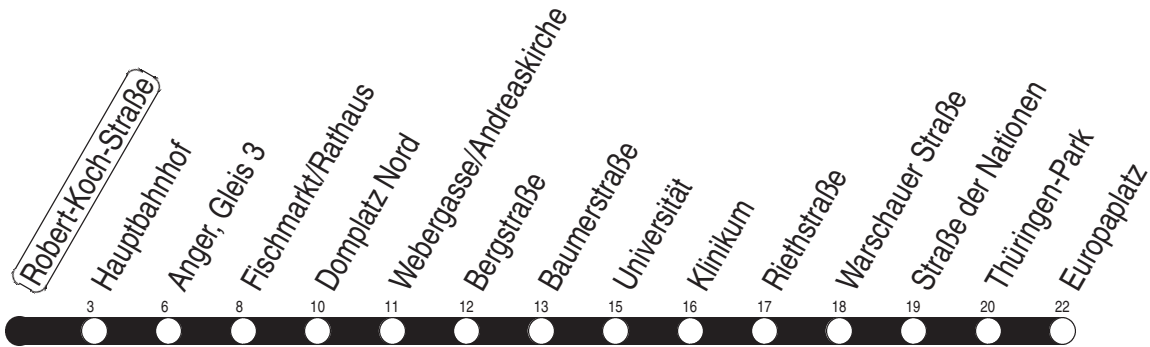 Robert-Koch-Straße
Hauptbahnhof
Anger, Gleis 3
Fischmarkt/Rathaus
Domplatz Nord
Webergasse/Andreaskirche
Bergstraße
Baumerstraße
Universität
Klinikum
Riethstraße
Warschauer Straße
Straße der Nationen
Thüringen-Park
Europaplatz
3 6 8 10 11 12 13 15 16 17 18 19 20 22